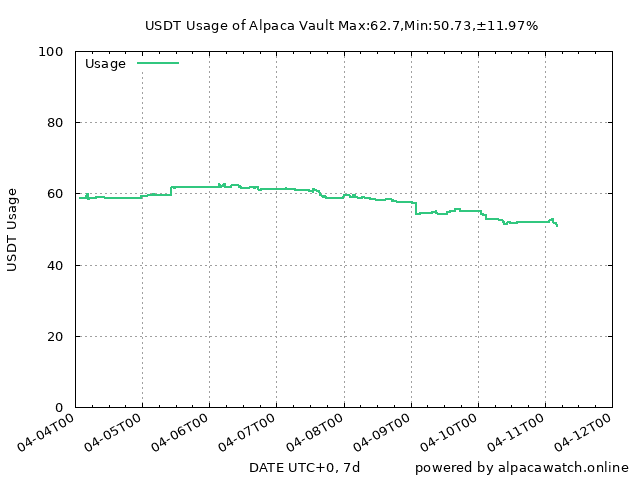 USDT Usage of Alpaca Vault Max:62.7,Min:50.73,±11.97%
Usage
100
80
60
40
20
0
USDT Usage
04-04T00
04-05T00
04-06T00
04-07T00
04-08T00
04-09T00
04-10T00
04-11T00
04-12T00
DATE UTC+0, 7d
powered by alpacawatch.online